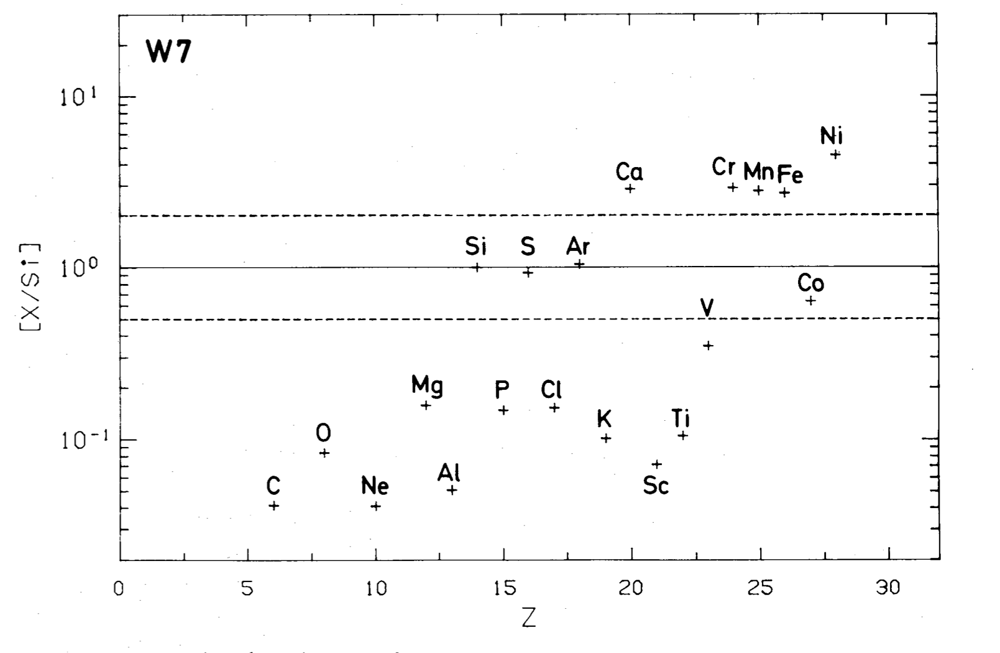 W7
10¹
Ni
Cr Mn Fe
Ca
Si S Ar
10⁰
[X/Si]
Co
V
Mg P Cl
K Ti
O
10⁻¹
Al
C Ne Sc
0 5 10 15 20 25 30
Z